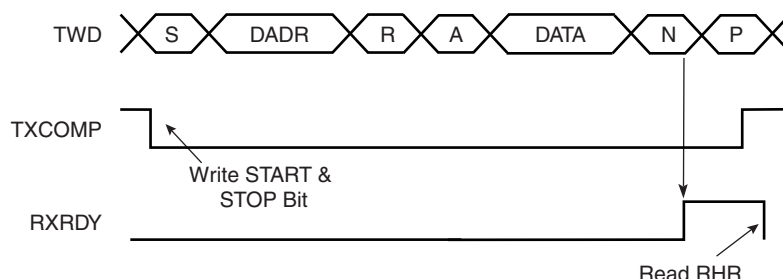 TWD S DADR R A DATA N P
TXCOMP
Write START &
STOP Bit
RXRDY
Read RHR